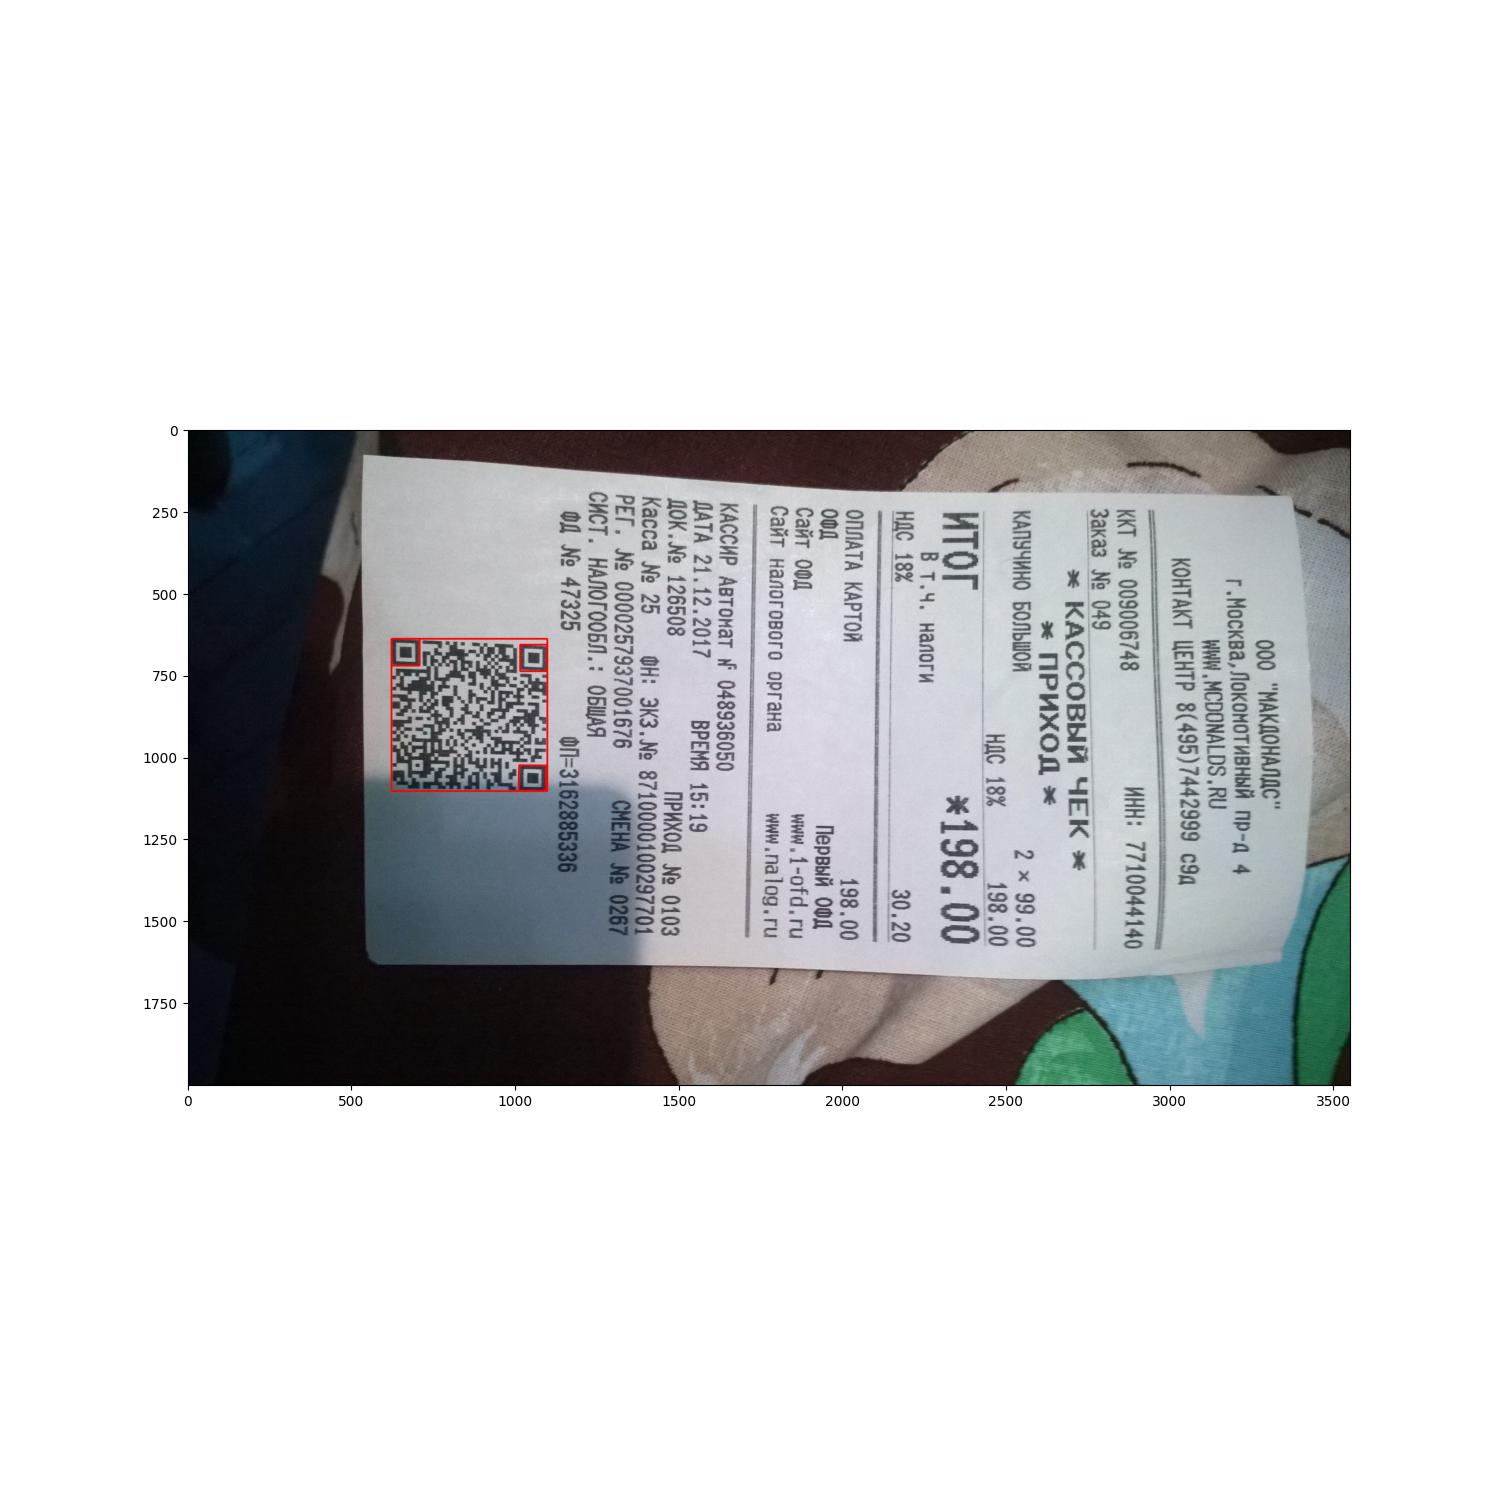 ООО "МАКДОНАЛДС"
г.Москва,Локомотивный пр-д 4
WWW.MCDONALDS.RU
КОНТАКТ ЦЕНТР 8(495)7442999 с9д
ККТ № 009006748 ИНН: 7710044140
Заказ № 049
* КАССОВЫЙ ЧЕК *
* ПРИХОД *
КАПУЧИНО БОЛЬШОЙ 2 × 99.00
НДС 18% 198.00
ИТОГ *198.00
В т.ч. налоги
НДС 18% 30.20
ОПЛАТА КАРТОЙ 198.00
ОФД Первый ОФД
Сайт ОФД www.1-ofd.ru
Сайт налогового органа www.nalog.ru
КАССИР Автомат № 048936050
ДАТА 21.12.2017 ВРЕМЯ 15:19
ДОК.№ 126508 ПРИХОД № 0103
Касса № 25 ФН: ЭКЗ.№ 8710000100297701
РЕГ. № 0000257937001676 СМЕНА № 0267
СИСТ. НАЛОГООБЛ.: ОБЩАЯ
ФД № 47325 ФП=3162885336
0
250
500
750
1000
1250
1500
1750
0 500 1000 1500 2000 2500 3000 3500